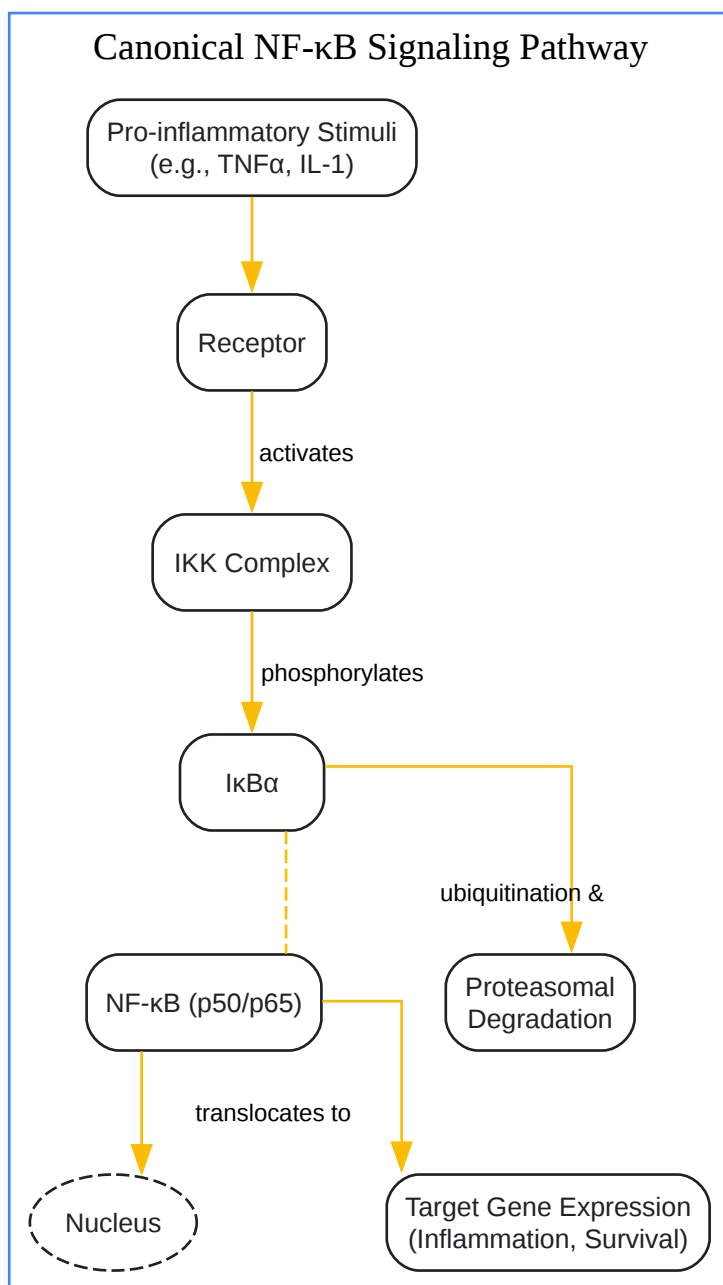 Canonical NF-κB Signaling Pathway
Pro-inflammatory Stimuli
(e.g., TNFα, IL-1)
Receptor
activates
IKK Complex
phosphorylates
IκBα
ubiquitination &
NF-κB (p50/p65)
Proteasomal
Degradation
translocates to
Nucleus
Target Gene Expression
(Inflammation, Survival)